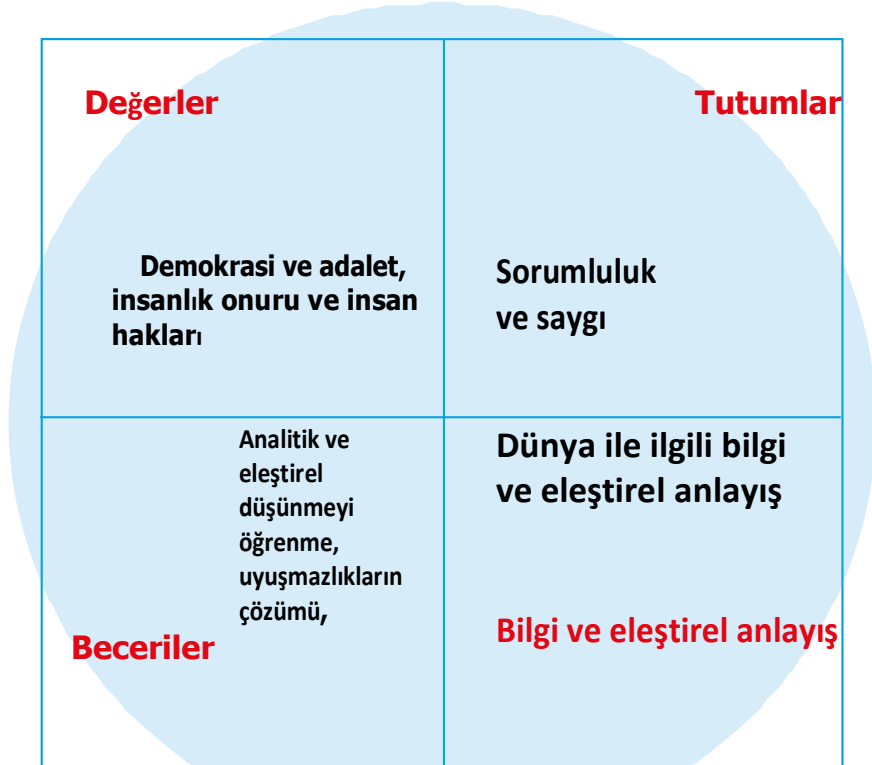 Değerler
Demokrasi ve adalet,
insanlık onuru ve insan
hakları
Tutumlar
Sorumluluk
ve saygı
Analitik ve
eleştirel
düşünmeyi
öğrenme,
uyuşmazlıkların
çözümü,
Beceriler
Dünya ile ilgili bilgi
ve eleştirel anlayış
Bilgi ve eleştirel anlayış